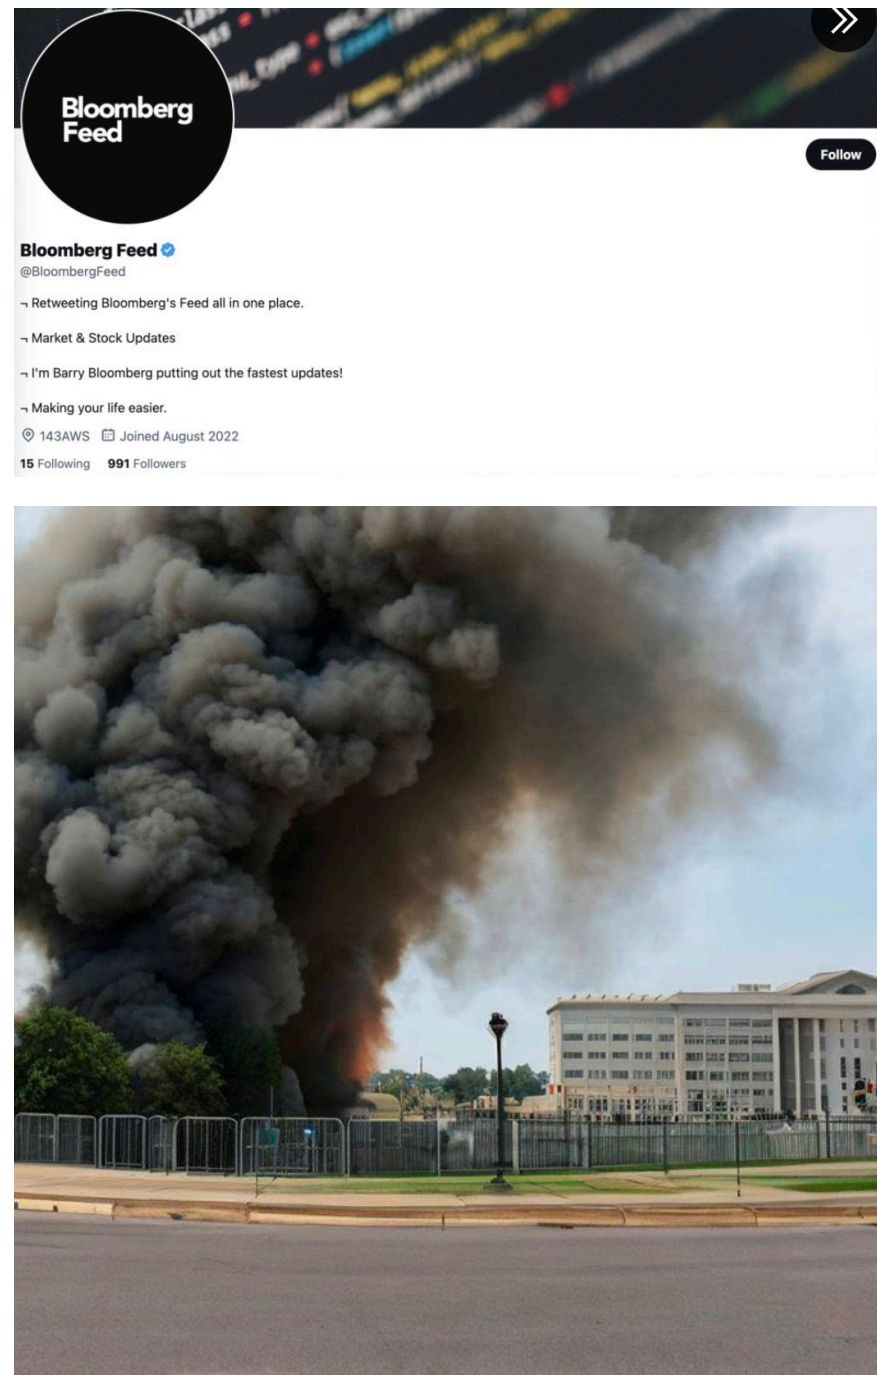 Bloomberg
Feed
Follow
Bloomberg Feed
@BloombergFeed
¬ Retweeting Bloomberg's Feed all in one place.
¬ Market & Stock Updates
¬ I'm Barry Bloomberg putting out the fastest updates!
¬ Making your life easier.
143AWS Joined August 2022
15 Following 991 Followers